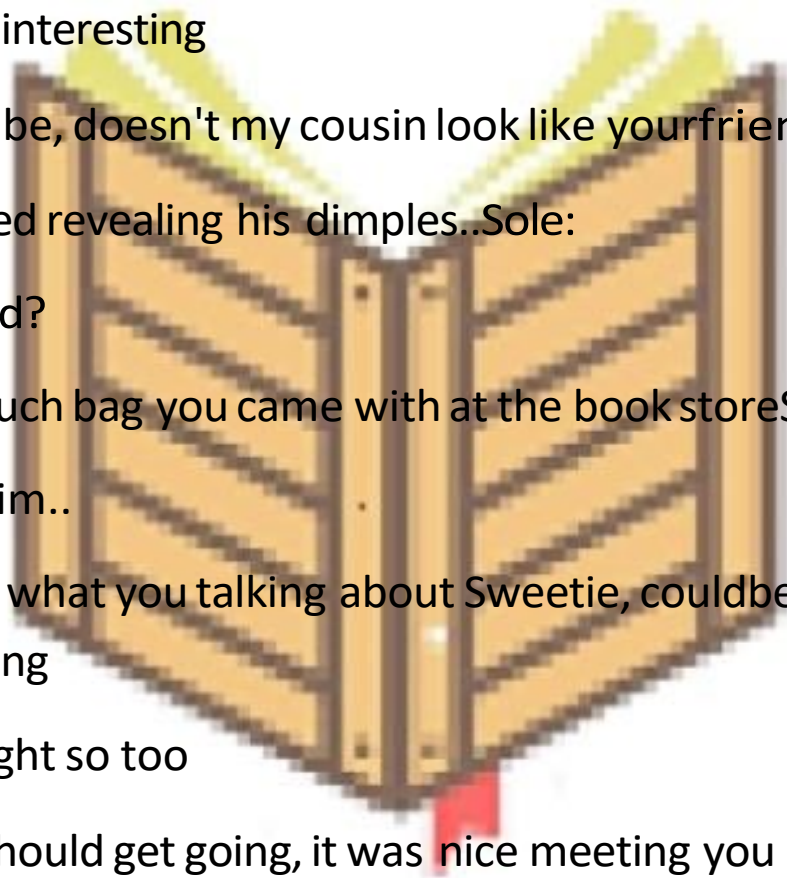 interesting
be, doesn't my cousin look like yourfrien
ed revealing his dimples..Sole:
d?
uch bag you came with at the book storeS
im..
what you talking about Sweetie, couldbe
ng
ght so too
hould get going, it was nice meeting you